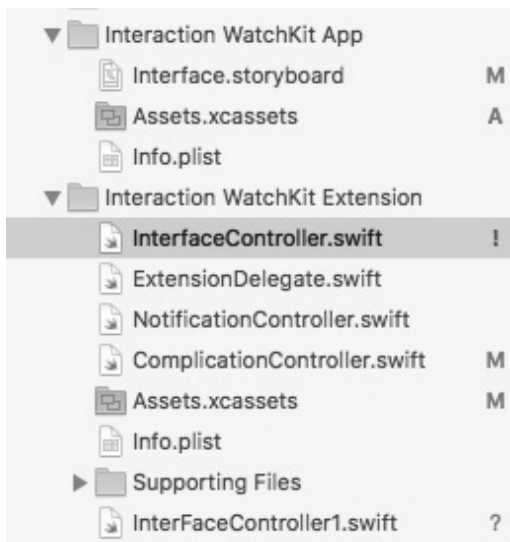 Interaction WatchKit App
Interface.storyboard M
Assets.xcassets A
Info.plist
Interaction WatchKit Extension
InterfaceController.swift !
ExtensionDelegate.swift
NotificationController.swift
ComplicationController.swift M
Assets.xcassets M
Info.plist
Supporting Files
InterFaceController1.swift ?